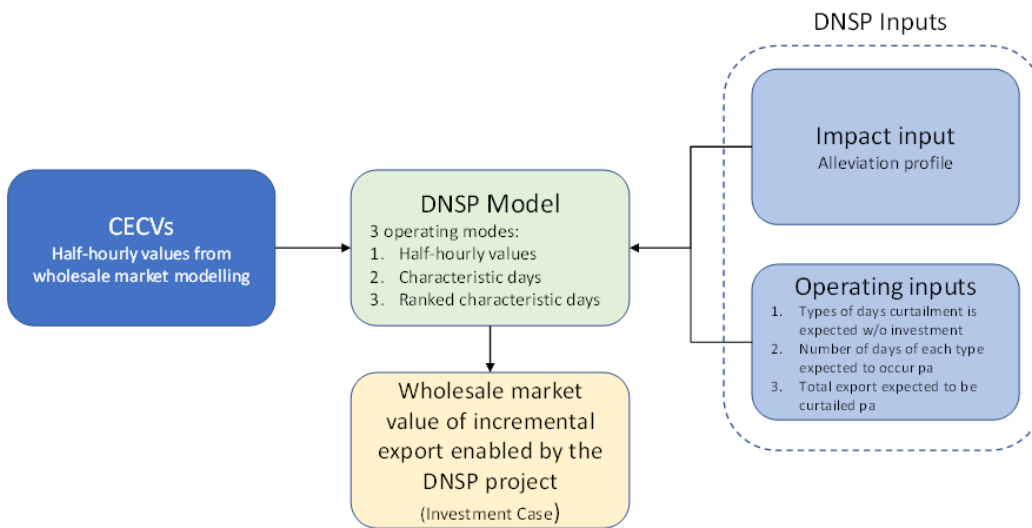 DNSP Inputs
Impact input
Alleviation profile
CECVs
Half-hourly values from
wholesale market modelling
DNSP Model
3 operating modes:
1. Half-hourly values
2. Characteristic days
3. Ranked characteristic days
Operating inputs
1. Types of days curtailment is
expected w/o investment
2. Number of days of each type
expected to occur pa
3. Total export expected to be
curtailed pa
Wholesale market
value of incremental
export enabled by the
DNSP project
(Investment Case)